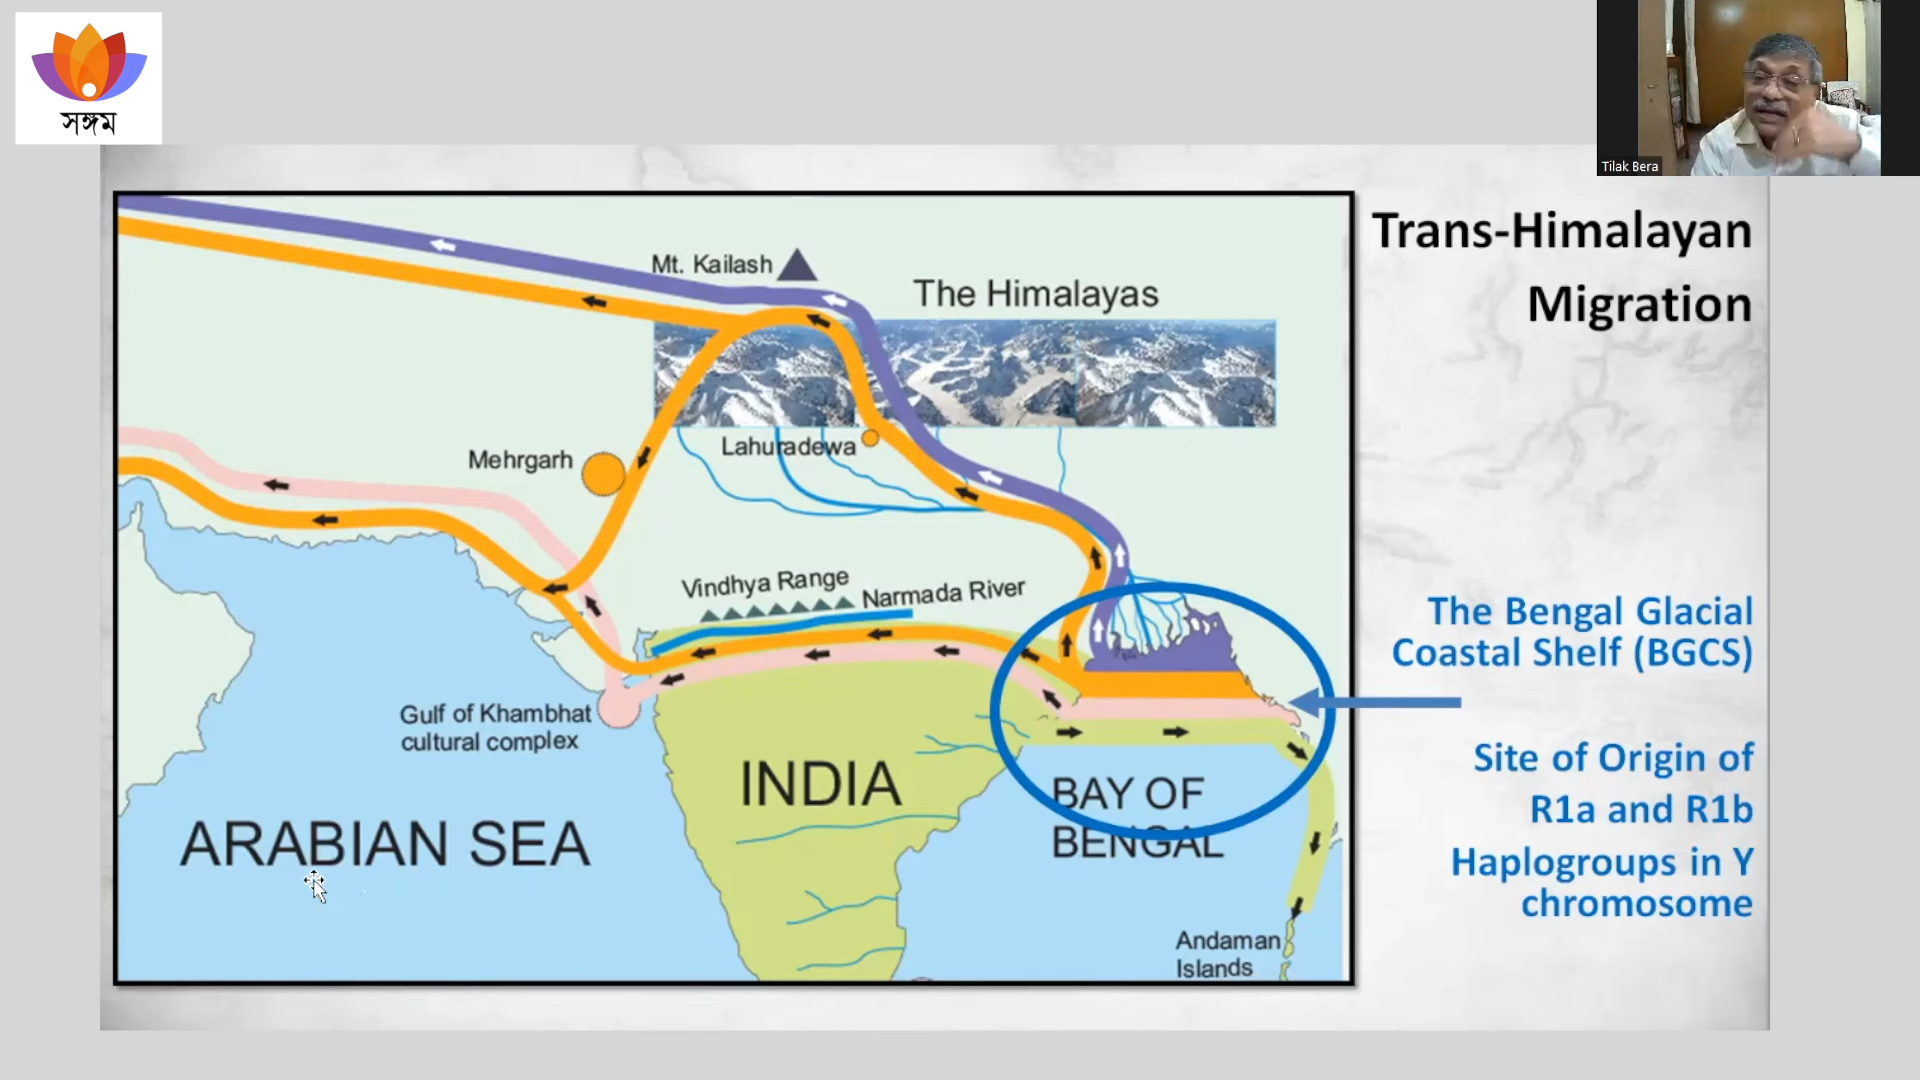 সঙ্গম
Tilak Bera
Trans-Himalayan
Migration
Mt. Kailash
The Himalayas
Lahuradewa
Mehrgarh
Vindhya Range
Narmada River
The Bengal Glacial
Coastal Shelf (BGCS)
Gulf of Khambhat
cultural complex
INDIA
BAY OF
BENGAL
ARABIAN SEA
Site of Origin of
R1a and R1b
Haplogroups in Y
chromosome
Andaman
Islands